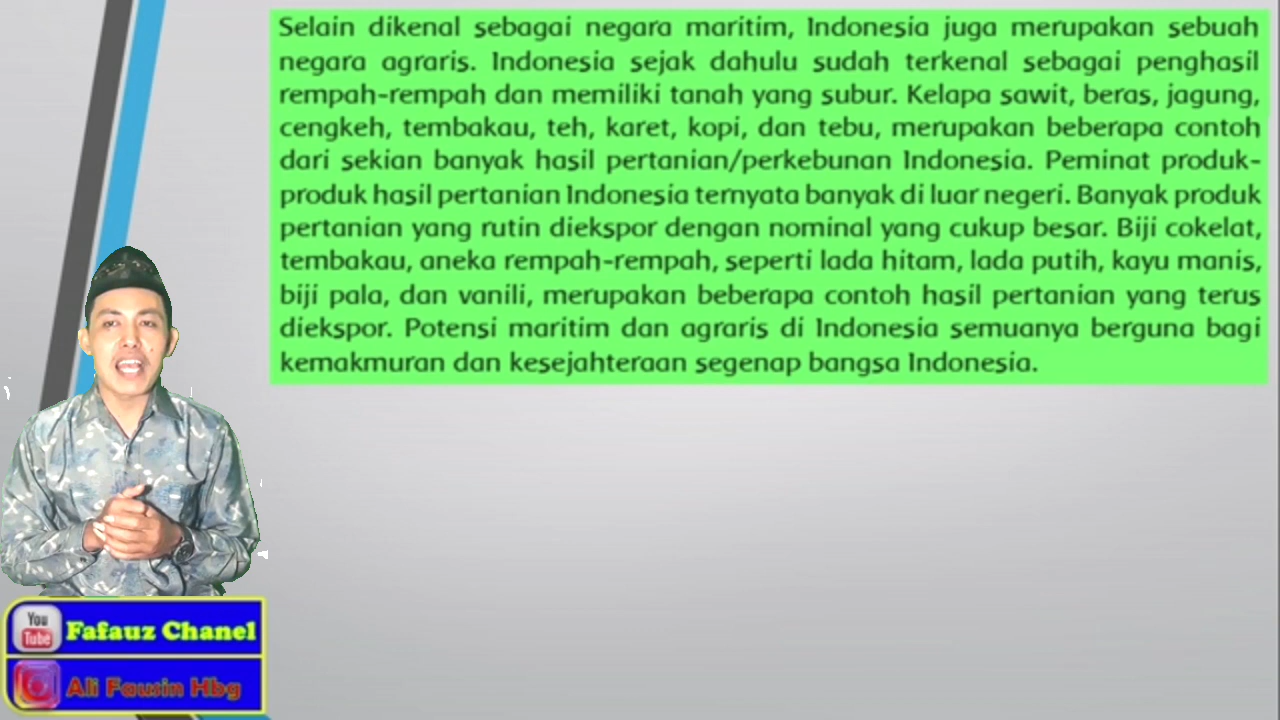 Selain dikenal sebagai negara maritim, Indonesia juga merupakan sebuah
negara agraris. Indonesia sejak dahulu sudah terkenal sebagai penghasil
rempah-rempah dan memiliki tanah yang subur. Kelapa sawit, beras, jagung,
cengkeh, tembakau, teh, karet, kopi, dan tebu, merupakan beberapa contoh
dari sekian banyak hasil pertanian/perkebunan Indonesia. Peminat produk-
produk hasil pertanian Indonesia ternyata banyak di luar negeri. Banyak produk
pertanian yang rutin diekspor dengan nominal yang cukup besar. Biji cokelat,
tembakau, aneka rempah-rempah, seperti lada hitam, lada putih, kayu manis,
biji pala, dan vanili, merupakan beberapa contoh hasil pertanian yang terus
diekspor. Potensi maritim dan agraris di Indonesia semuanya berguna bagi
kemakmuran dan kesejahteraan segenap bangsa Indonesia.
You
Tube
Fafauz Chanel
Ali Fausin Hbg